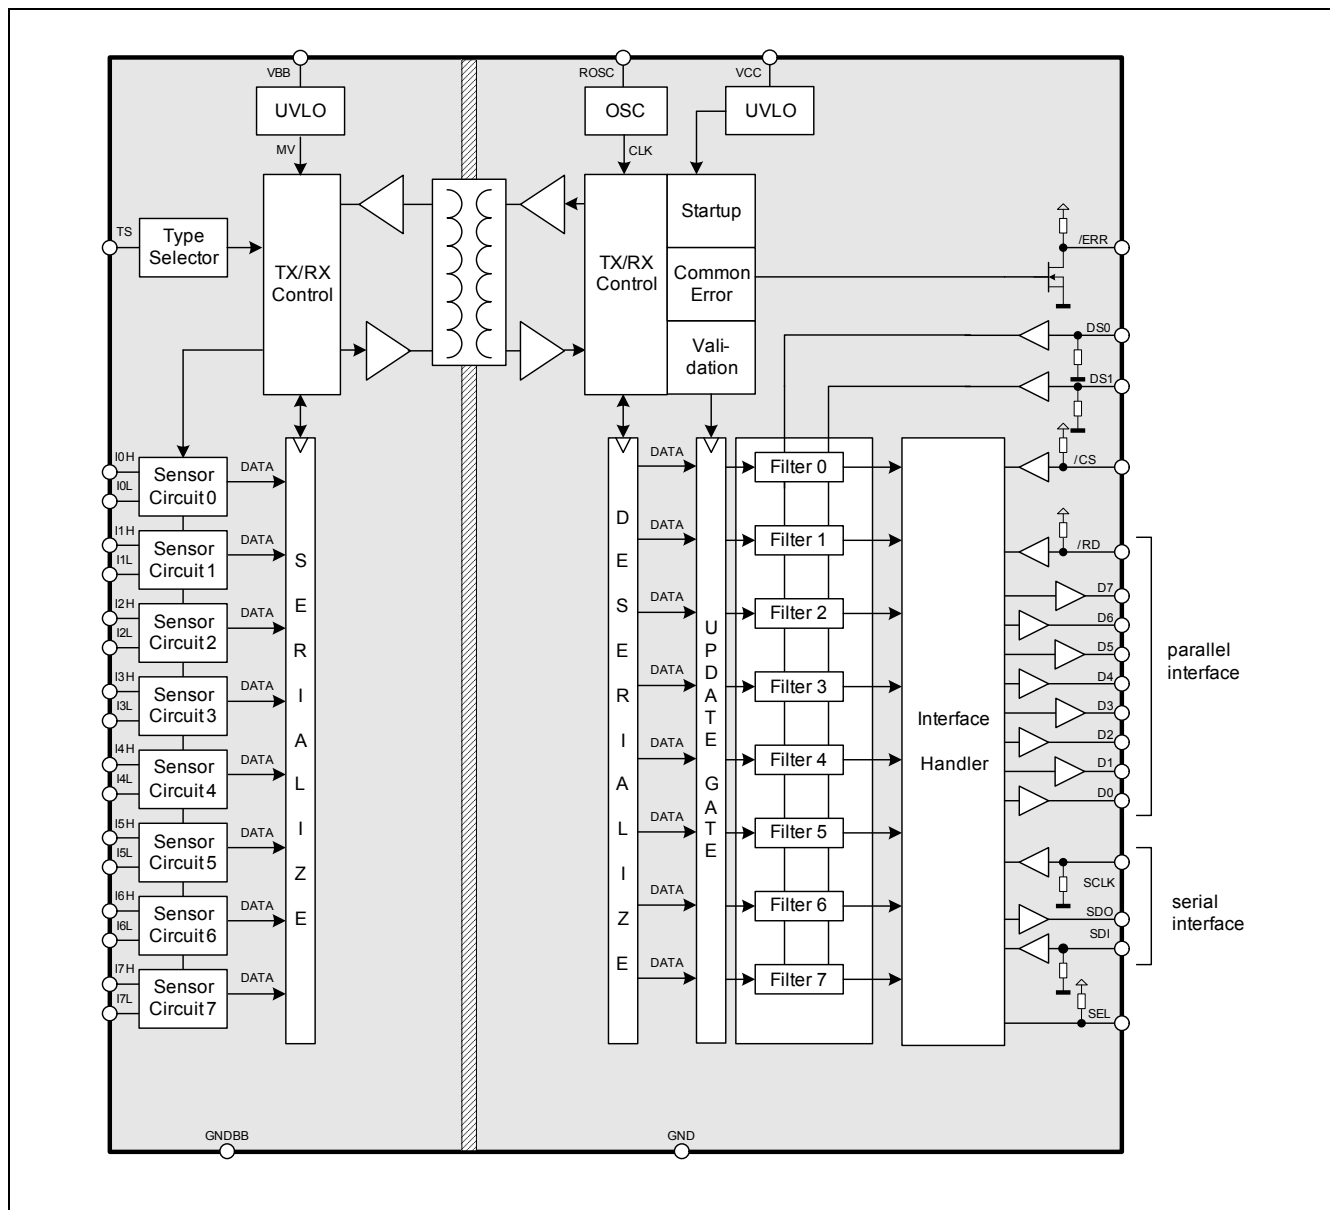 VBB
ROSC
VCC
UVLO
OSC
UVLO
MV
CLK
TS
Type
Selector
TX/RX
Control
TX/RX
Control
Startup
Common
Error
Vali-
dation
/ERR
DS0
DS1
/CS
/RD
D7
D6
D5
D4
D3
D2
D1
D0
parallel
interface
SCLK
SDO
SDI
serial
interface
SEL
I0H
I0L
Sensor
Circuit 0
DATA
I1H
I1L
Sensor
Circuit 1
DATA
I2H
I2L
Sensor
Circuit 2
DATA
I3H
I3L
Sensor
Circuit 3
DATA
I4H
I4L
Sensor
Circuit 4
DATA
I5H
I5L
Sensor
Circuit 5
DATA
I6H
I6L
Sensor
Circuit 6
DATA
I7H
I7L
Sensor
Circuit 7
DATA
SERIALIZE
DESERIALIZE
DATA
DATA
DATA
DATA
DATA
DATA
DATA
DATA
UPDATE GATE
Filter 0
Filter 1
Filter 2
Filter 3
Filter 4
Filter 5
Filter 6
Filter 7
Interface
Handler
GNDBB
GND